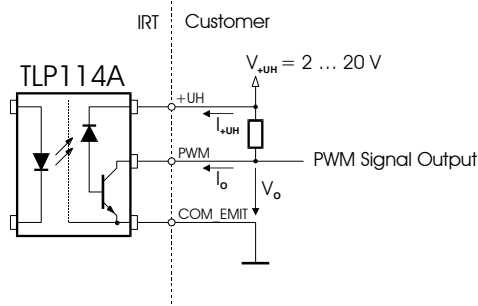 IRT
Customer
V+UH = 2 ... 20 V
TLP114A
+UH
I+UH
PWM
PWM Signal Output
IO
VO
COM_EMIT